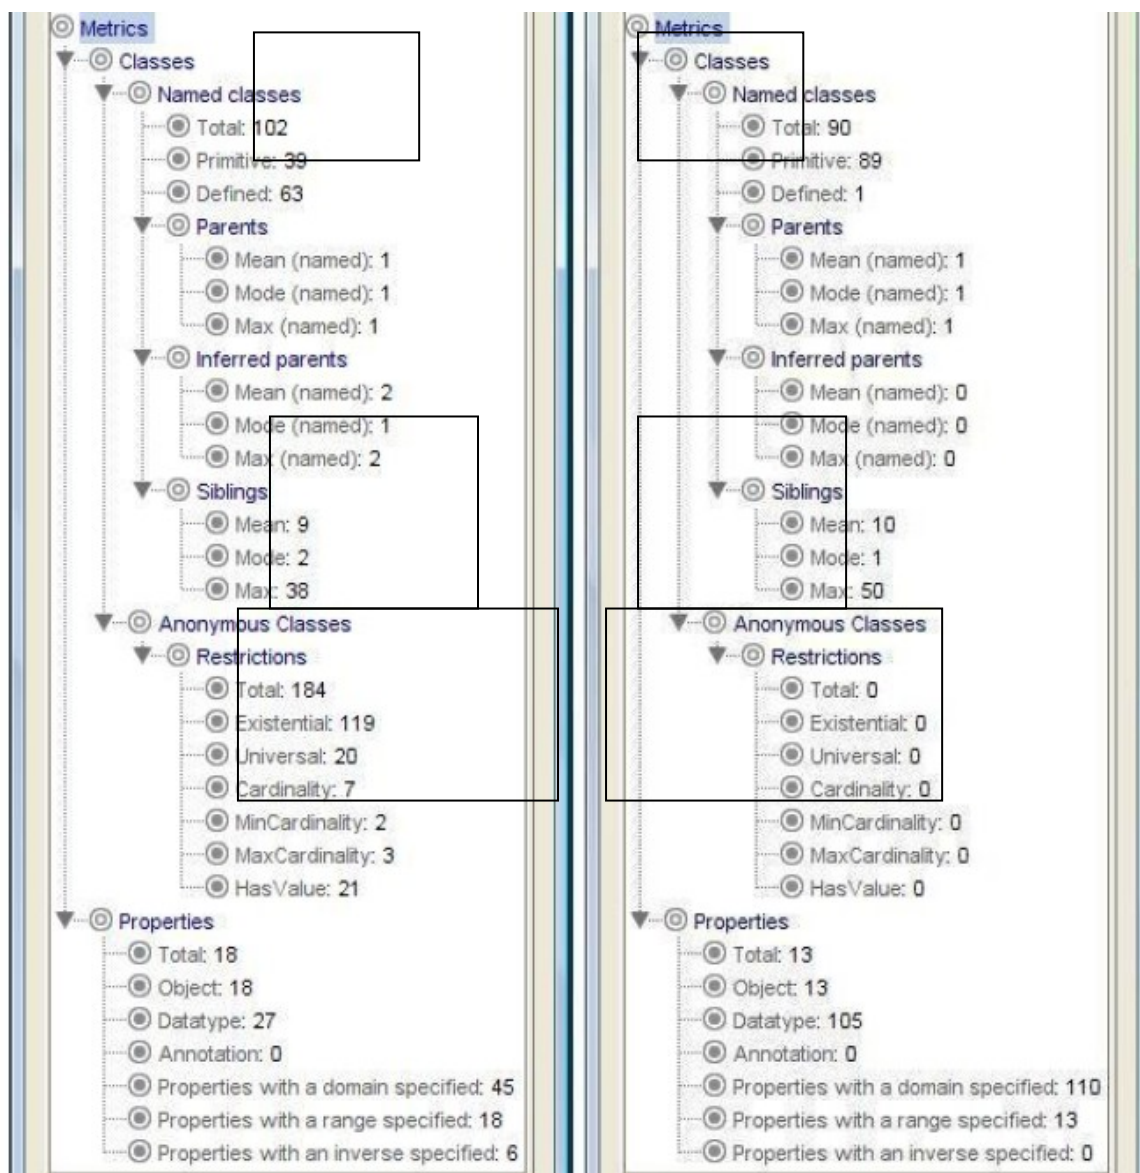 Metrics
Classes
Named classes
Total: 102
Primitive: 39
Defined: 63
Parents
Mean (named): 1
Mode (named): 1
Max (named): 1
Inferred parents
Mean (named): 2
Mode (named): 1
Max (named): 2
Siblings
Mean: 9
Mode: 2
Max: 38
Anonymous Classes
Restrictions
Total: 184
Existential: 119
Universal: 20
Cardinality: 7
MinCardinality: 2
MaxCardinality: 3
HasValue: 21
Properties
Total: 18
Object: 18
Datatype: 27
Annotation: 0
Properties with a domain specified: 45
Properties with a range specified: 18
Properties with an inverse specified: 6
Metrics
Classes
Named classes
Total: 90
Primitive: 89
Defined: 1
Parents
Mean (named): 1
Mode (named): 1
Max (named): 1
Inferred parents
Mean (named): 0
Mode (named): 0
Max (named): 0
Siblings
Mean: 10
Mode: 1
Max: 50
Anonymous Classes
Restrictions
Total: 0
Existential: 0
Universal: 0
Cardinality: 0
MinCardinality: 0
MaxCardinality: 0
HasValue: 0
Properties
Total: 13
Object: 13
Datatype: 105
Annotation: 0
Properties with a domain specified: 110
Properties with a range specified: 13
Properties with an inverse specified: 0